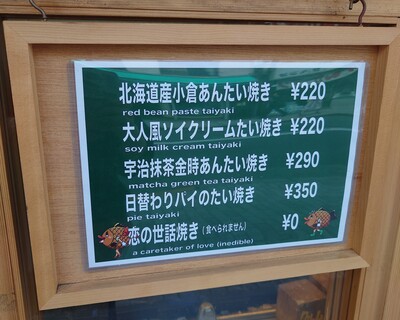 北海道産小倉あんたい焼き ¥220
red bean paste taiyaki
大人風ソイクリームたい焼き ¥220
soy milk cream taiyaki
宇治抹茶金時あんたい焼き ¥290
matcha green tea taiyaki
日替わりパイのたい焼き ¥350
pie taiyaki
恋の世話焼き（食べられません） ¥0
a caretaker of love (inedible)